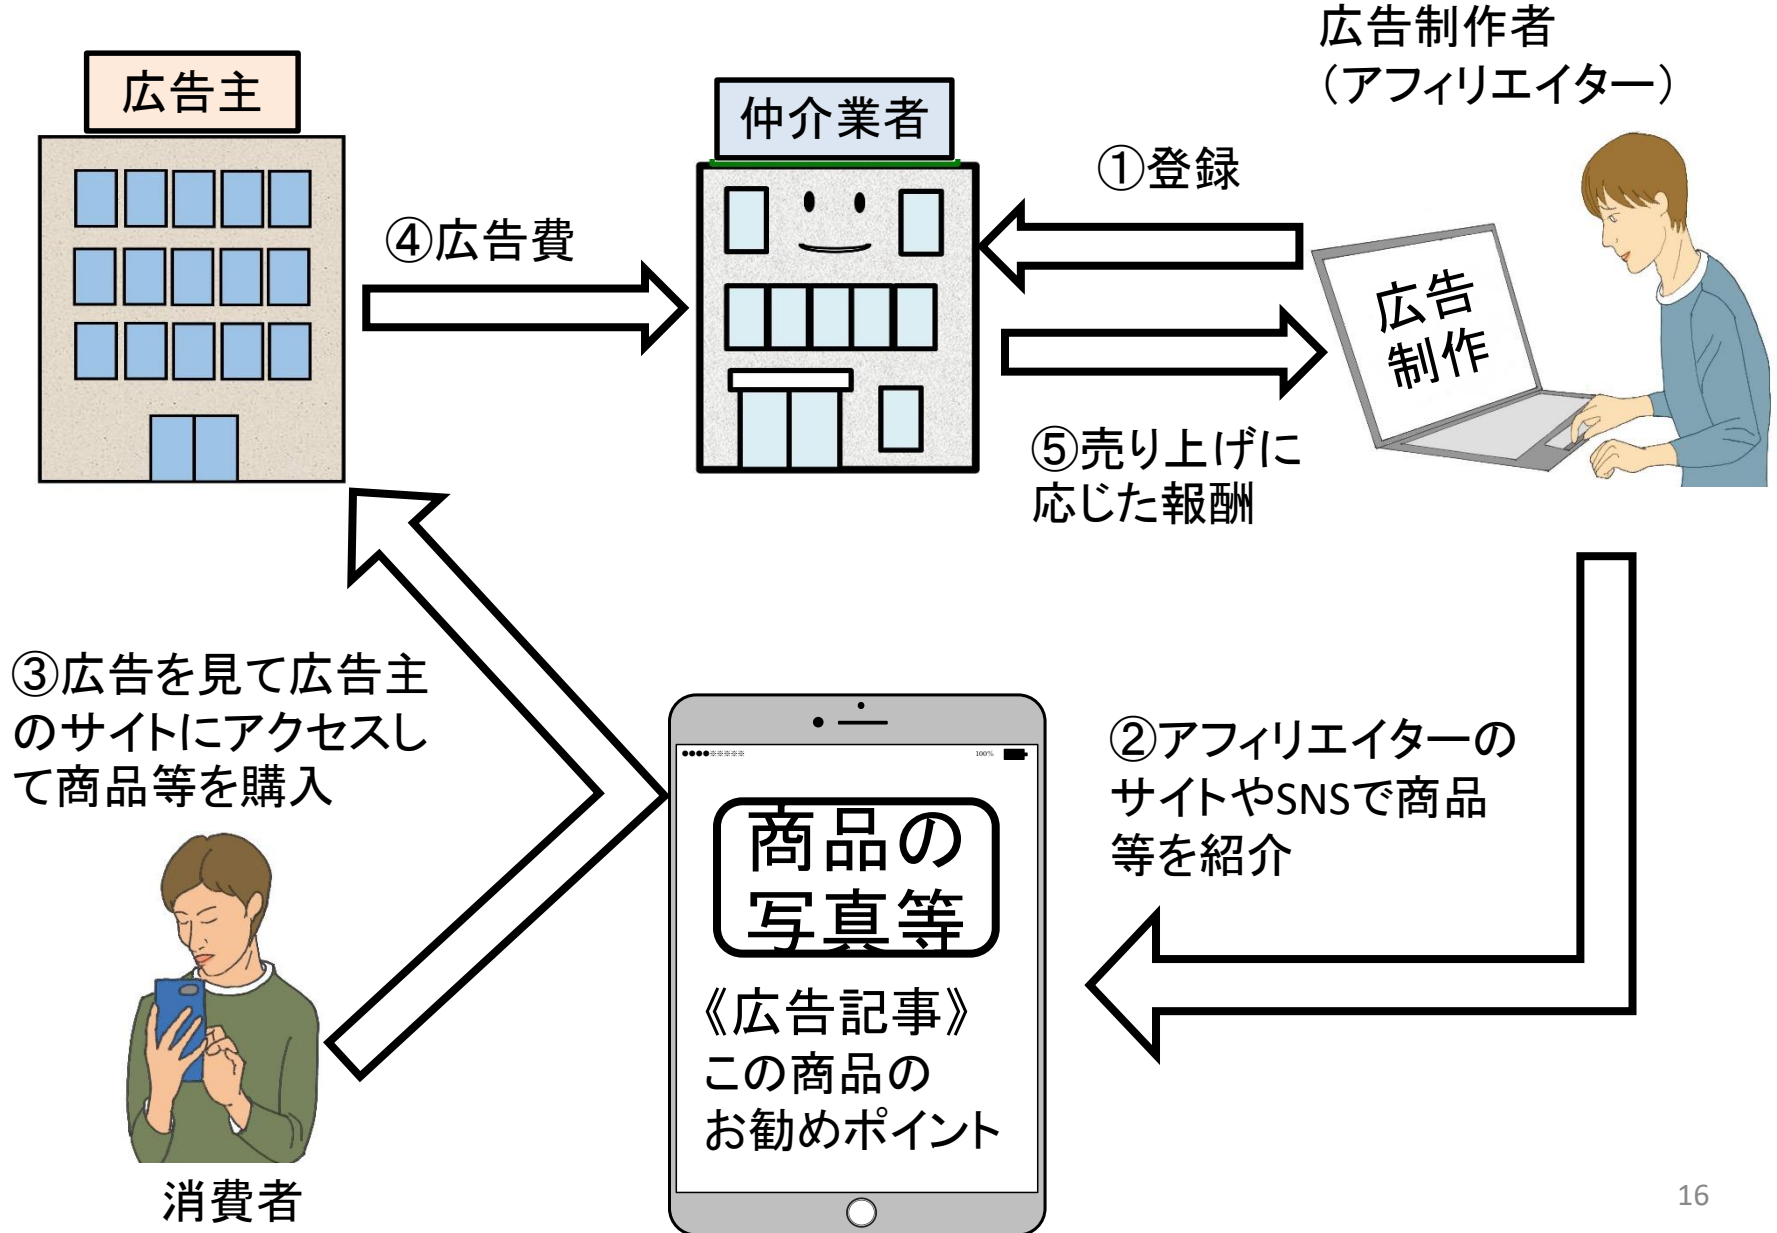 広告制作者
（アフィリエイター）
広告主
仲介業者
①登録
④広告費
広告
制作
⑤売り上げに
応じた報酬
③広告を見て広告主
のサイトにアクセスし
て商品等を購入
②アフィリエイターの
サイトやSNSで商品
等を紹介
●●●●※※※※※ 100%
商品の
写真等
《広告記事》
この商品の
お勧めポイント
消費者
16